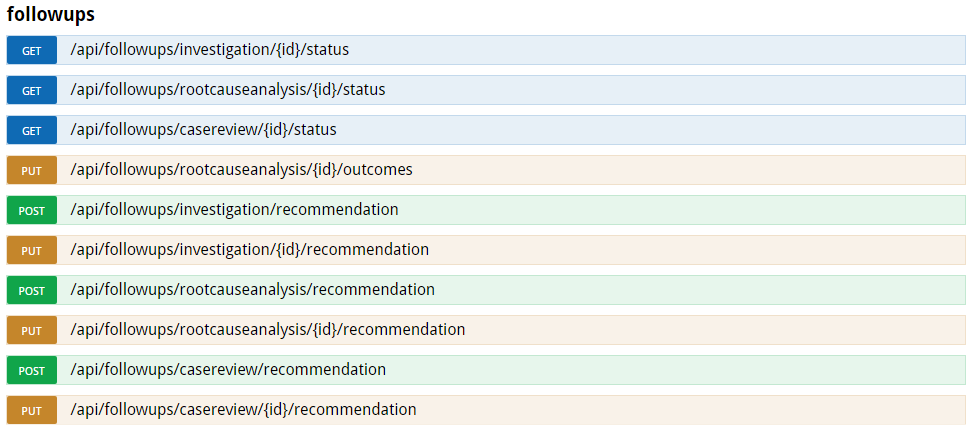 followups
GET /api/followups/investigation/{id}/status
GET /api/followups/rootcauseanalysis/{id}/status
GET /api/followups/casereview/{id}/status
PUT /api/followups/rootcauseanalysis/{id}/outcomes
POST /api/followups/investigation/recommendation
PUT /api/followups/investigation/{id}/recommendation
POST /api/followups/rootcauseanalysis/recommendation
PUT /api/followups/rootcauseanalysis/{id}/recommendation
POST /api/followups/casereview/recommendation
PUT /api/followups/casereview/{id}/recommendation